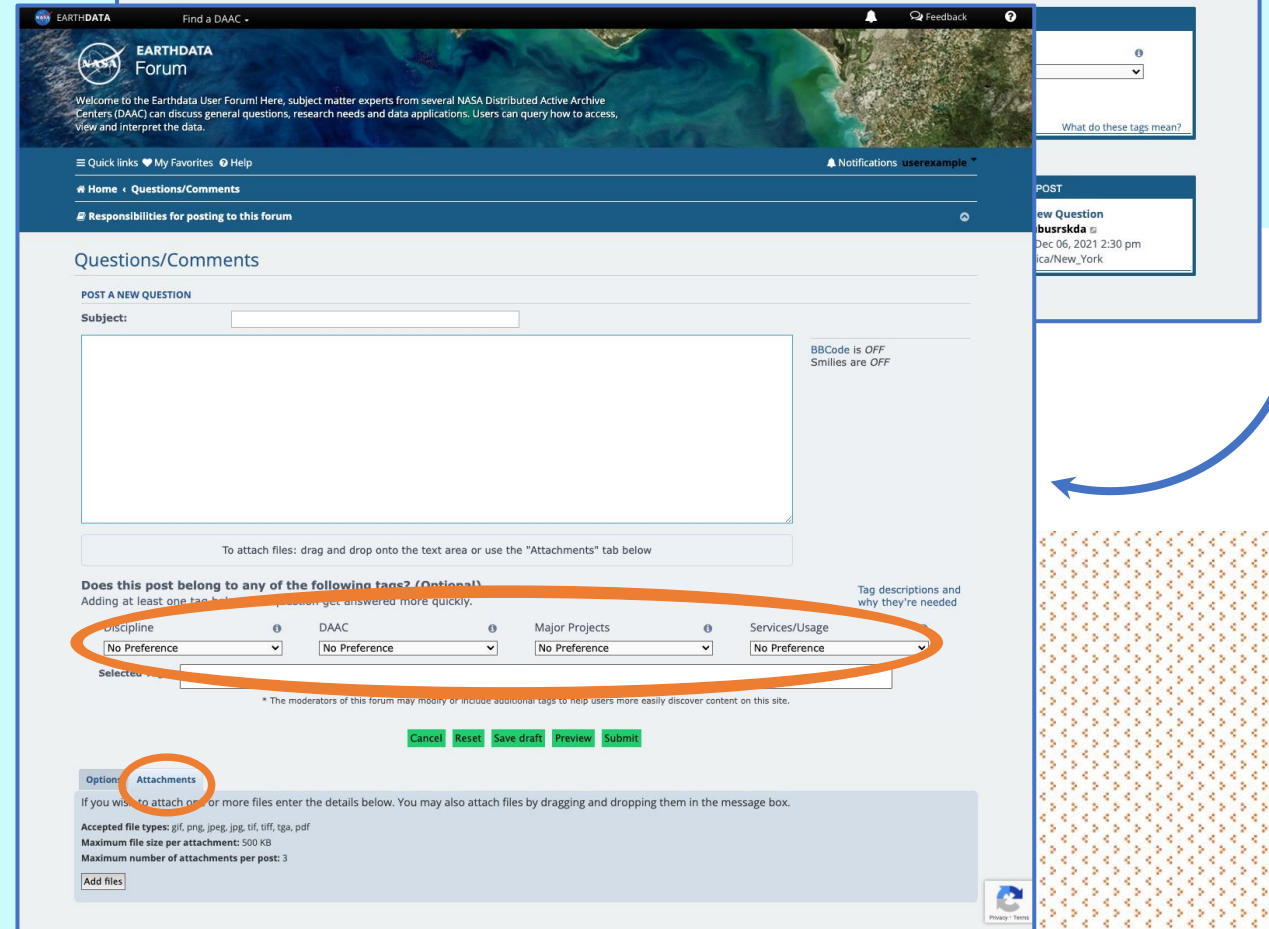 EARTHDATA Find a DAAC Feedback
EARTHDATA
Forum
Welcome to the Earthdata User Forum! Here, subject matter experts from several NASA Distributed Active Archive
Centers (DAAC) can discuss general questions, research needs and data applications. Users can query how to access,
view and interpret the data.
Quick links My Favorites Help Notifications userexample
Home ‹ Questions/Comments
Responsibilities for posting to this forum
Questions/Comments
POST A NEW QUESTION
Subject:
BBCode is OFF
Smilies are OFF
To attach files: drag and drop onto the text area or use the "Attachments" tab below
Does this post belong to any of the following tags? (Optional)
Adding at least one tag question get answered more quickly.
Tag descriptions and
why they're needed
Discipline DAAC Major Projects Services/Usage
No Preference No Preference No Preference No Preference
Selected
* The moderators of this forum may modify or include additional tags to help users more easily discover content on this site.
Cancel Reset Save draft Preview Submit
Options Attachments
If you wish to attach one or more files enter the details below. You may also attach files by dragging and dropping them in the message box.
Accepted file types: gif, png, jpeg, jpg, tif, tiff, tga, pdf
Maximum file size per attachment: 500 KB
Maximum number of attachments per post: 3
Add files
Privacy - Terms
What do these tags mean?
POST
ew Question
busrskda
Dec 06, 2021 2:30 pm
ica/New_York